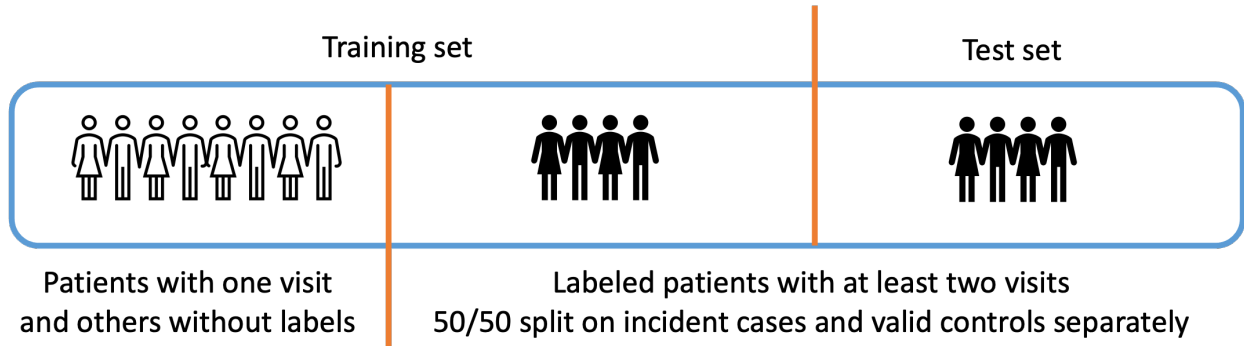 Training set
Test set
Patients with one visit
and others without labels
Labeled patients with at least two visits
50/50 split on incident cases and valid controls separately